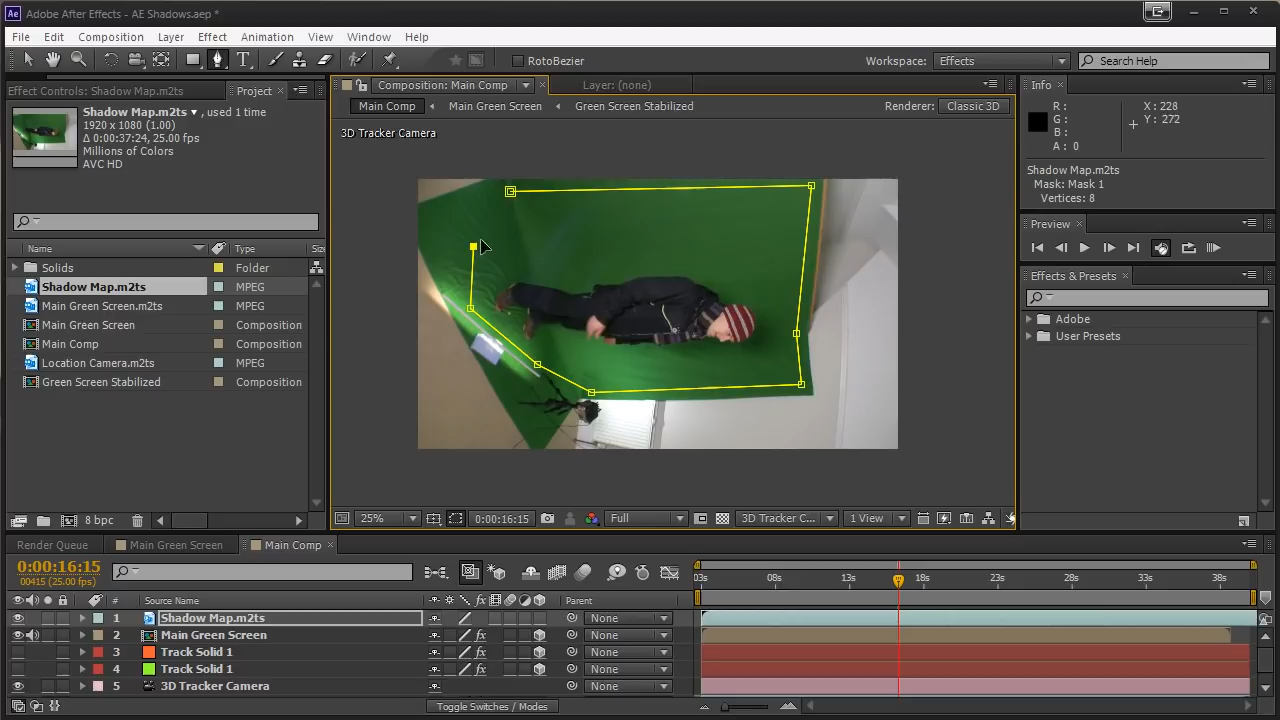 Adobe After Effects - AE Shadows.aep *
File Edit Composition Layer Effect Animation View Window Help
RotoBezier
Workspace: Effects
Search Help
Effect Controls: Shadow Map.m2ts
Project
Composition: Main Comp
Layer: (none)
Info
Main Comp Main Green Screen Green Screen Stabilized
Renderer: Classic 3D
Shadow Map.m2ts , used 1 time
1920 x 1080 (1.00)
Δ 0:00:37:24, 25.00 fps
Millions of Colors
AVC HD
3D Tracker Camera
R :
G :
B :
A : 0
X : 228
Y : 272
Shadow Map.m2ts
Mask: Mask 1
Vertices: 8
Preview
Effects & Presets
Adobe
User Presets
Name Type Size
Solids Folder
Shadow Map.m2ts MPEG
Main Green Screen.m2ts MPEG
Main Green Screen Composition
Main Comp Composition
Location Camera.m2ts MPEG
Green Screen Stabilized Composition
8 bpc
25% 0:00:16:15 Full 3D Tracker C... 1 View
Render Queue Main Green Screen Main Comp
0:00:16:15
00415 (25.00 fps)
03s 08s 13s 18s 23s 28s 33s 38s
# Source Name fx Parent
1 Shadow Map.m2ts None
2 Main Green Screen fx None
3 Track Solid 1 fx None
4 Track Solid 1 fx None
5 3D Tracker Camera None
Toggle Switches / Modes